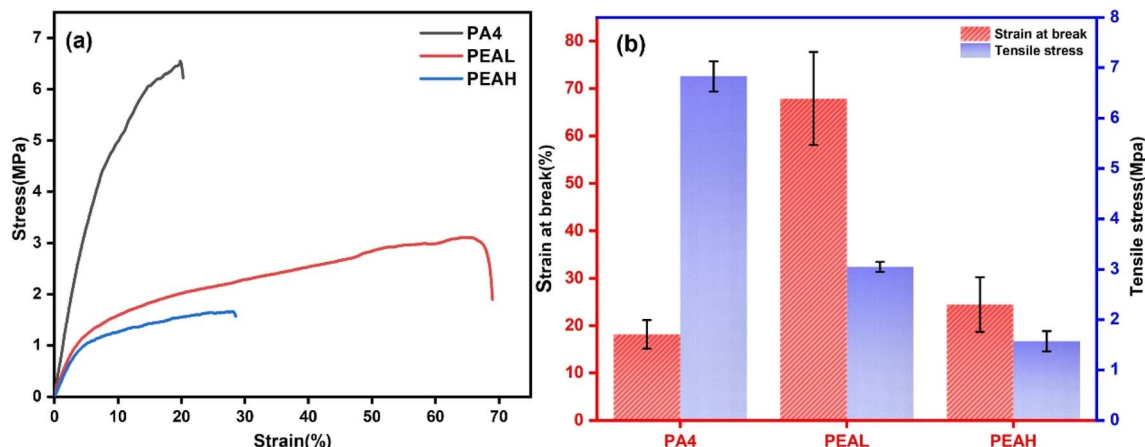 (a)
PA4
PEAL
PEAH
Stress(MPa)
7
6
5
4
3
2
1
0
0 10 20 30 40 50 60 70
Strain(%)
(b)
Strain at break
Tensile stress
Strain at break(%)
80
70
60
50
40
30
20
10
0
PA4 PEAL PEAH
8
7
6
5
4
3
2
1
0
Tensile stress(Mpa)